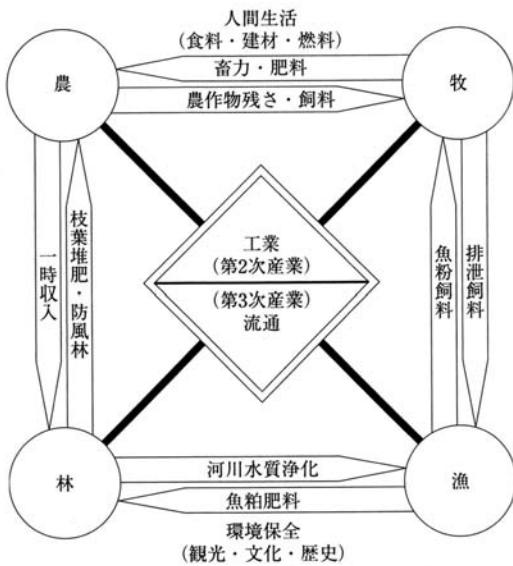 人間生活
(食料・建材・燃料)
農
畜力・肥料
農作物残さ・飼料
牧
一時収入
枝葉堆肥・防風林
工業
(第2次産業)
(第3次産業)
流通
魚粉飼料
排泄飼料
林
河川水質浄化
魚粕肥料
漁
環境保全
(観光・文化・歴史)